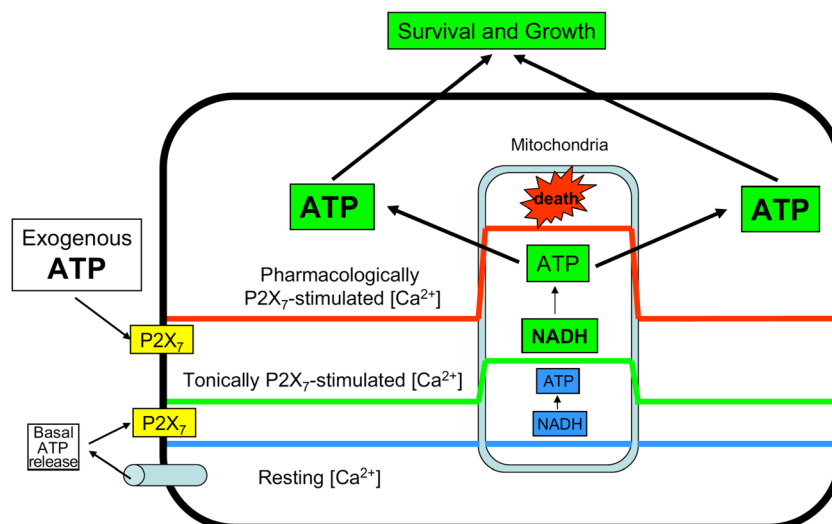 Survival and Growth
Mitochondria
death
ATP
ATP
Exogenous
ATP
ATP
Pharmacologically
P2X₇-stimulated [Ca²⁺]
NADH
P2X₇
Tonically P2X₇-stimulated [Ca²⁺]
ATP
P2X₇
NADH
Basal
ATP
release
Resting [Ca²⁺]